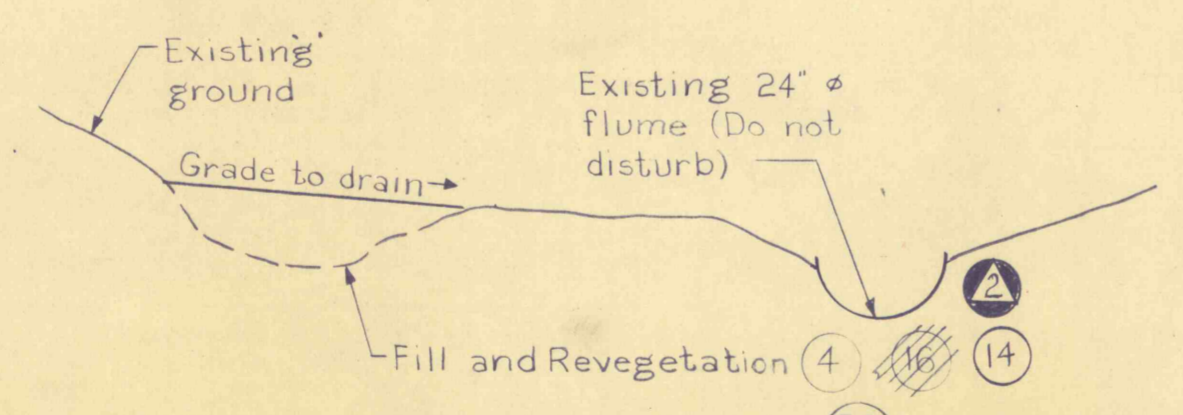 Existing
ground
Existing 24" ø
flume (Do not
disturb)
Grade to drain
2
Fill and Revegetation 4 16 14